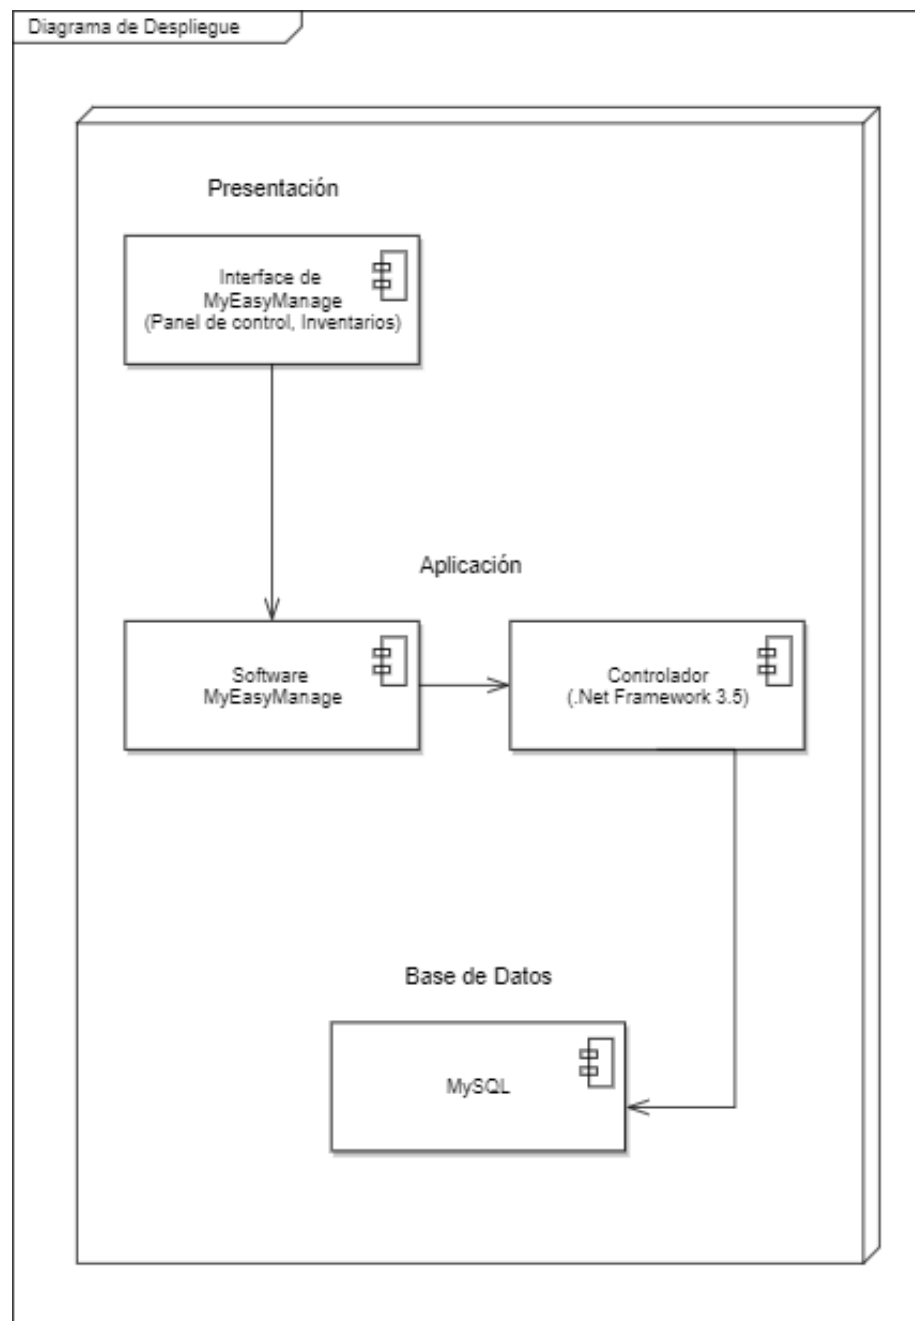 Diagrama de Despliegue
Presentación
Interface de
MyEasyManage
(Panel de control, Inventarios)
Aplicación
Software
MyEasyManage
Controlador
(.Net Framework 3.5)
Base de Datos
MySQL